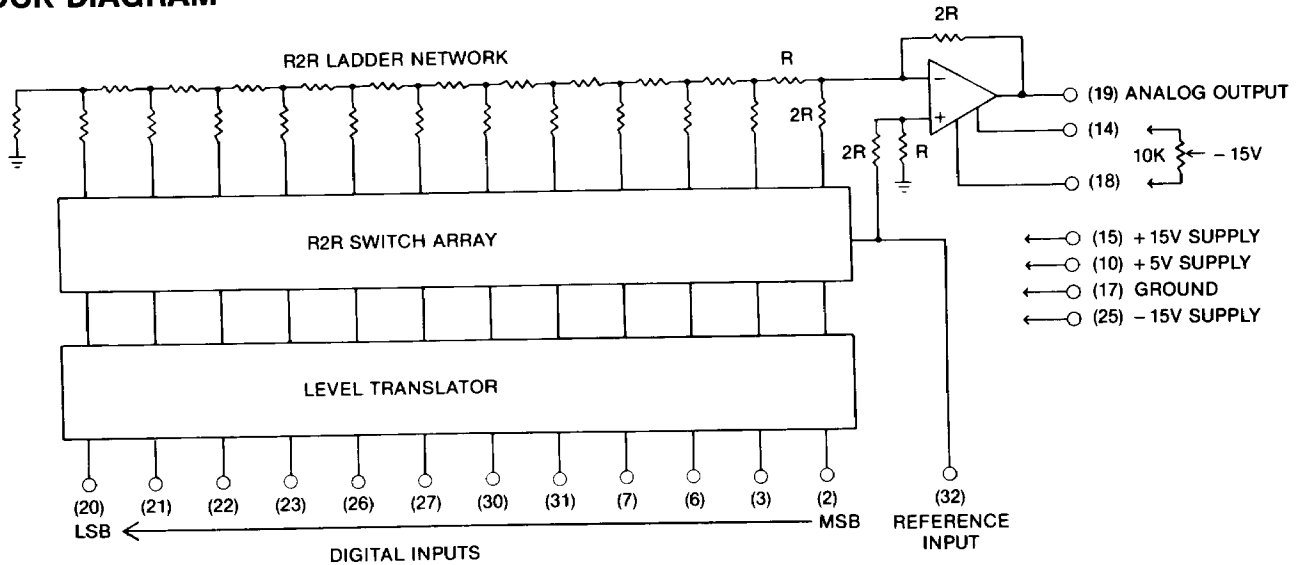 2R
R2R LADDER NETWORK
R
−
(19) ANALOG OUTPUT
2R
+
(14)
2R
R
10K
− 15V
(18)
R2R SWITCH ARRAY
(15) + 15V SUPPLY
(10) + 5V SUPPLY
(17) GROUND
(25) − 15V SUPPLY
LEVEL TRANSLATOR
(20) (21) (22) (23) (26) (27) (30) (31) (7) (6) (3) (2) (32)
LSB MSB REFERENCE
INPUT
DIGITAL INPUTS